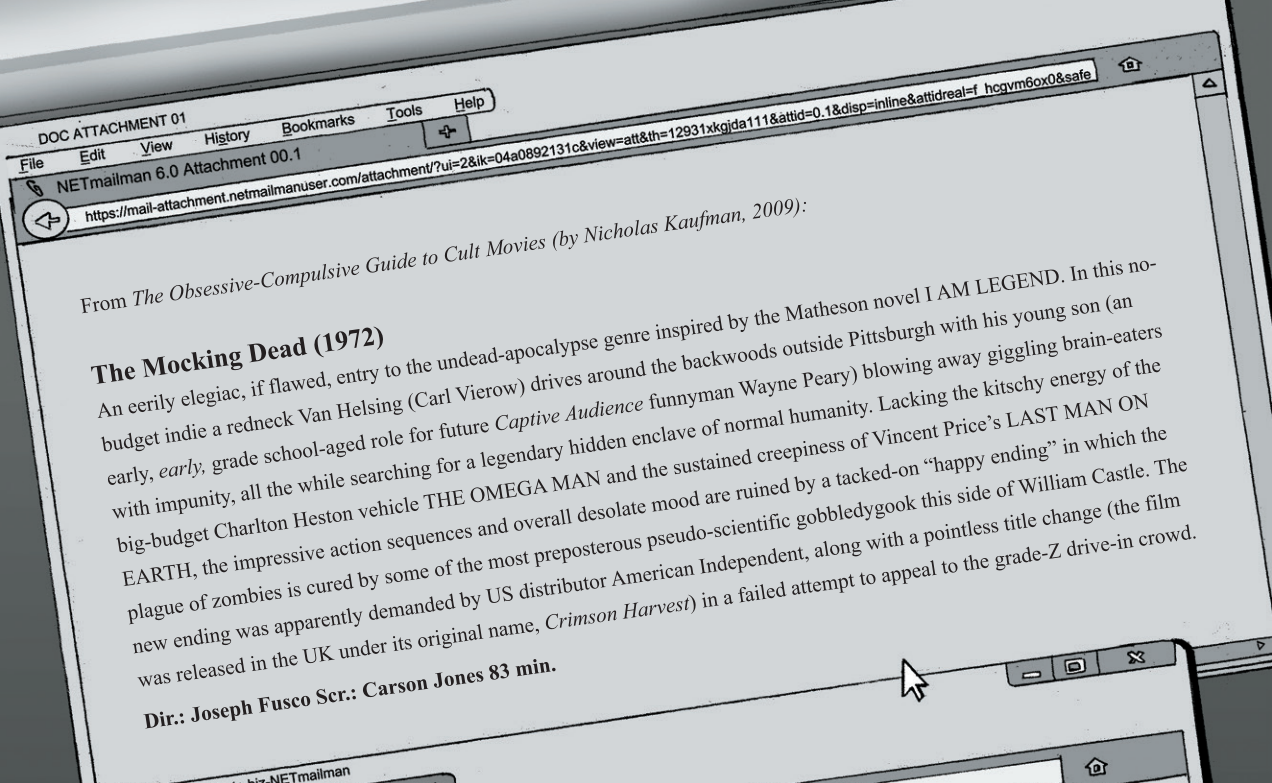 DOC ATTACHMENT 01
File Edit View History Bookmarks Tools Help
NETmailman 6.0 Attachment 00.1
https://mail-attachment.netmailmanuser.com/attachment/?ui=2&ik=04a0892131c&view=att&th=12931xkgjda111&attid=0.1&disp=inline&attidreal=f_hcgvm6ox0&safe
From The Obsessive-Compulsive Guide to Cult Movies (by Nicholas Kaufman, 2009):
The Mocking Dead (1972)
An eerily elegiac, if flawed, entry to the undead-apocalypse genre inspired by the Matheson novel I AM LEGEND. In this no-
budget indie a redneck Van Helsing (Carl Vierow) drives around the backwoods outside Pittsburgh with his young son (an
early, early, grade school-aged role for future Captive Audience funnyman Wayne Peary) blowing away giggling brain-eaters
with impunity, all the while searching for a legendary hidden enclave of normal humanity. Lacking the kitschy energy of the
big-budget Charlton Heston vehicle THE OMEGA MAN and the sustained creepiness of Vincent Price's LAST MAN ON
EARTH, the impressive action sequences and overall desolate mood are ruined by a tacked-on “happy ending” in which the
plague of zombies is cured by some of the most preposterous pseudo-scientific gobbledygook this side of William Castle. The
new ending was apparently demanded by US distributor American Independent, along with a pointless title change (the film
was released in the UK under its original name, Crimson Harvest) in a failed attempt to appeal to the grade-Z drive-in crowd.
Dir.: Joseph Fusco Scr.: Carson Jones 83 min.
biz-NETmailman